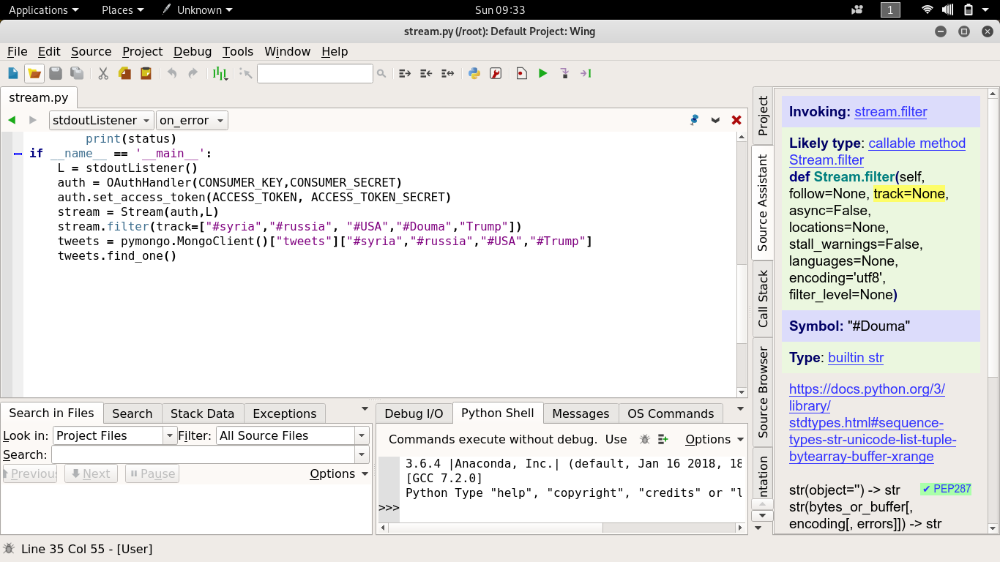 Applications Places Unknown Sun 09:33 1
stream.py (/root): Default Project: Wing
File Edit Source Project Debug Tools Window Help
stream.py
stdoutListener on_error
print(status)
if __name__ == '__main__':
L = stdoutListener()
auth = OAuthHandler(CONSUMER_KEY,CONSUMER_SECRET)
auth.set_access_token(ACCESS_TOKEN, ACCESS_TOKEN_SECRET)
stream = Stream(auth,L)
stream.filter(track=["#syria","#russia", "#USA","#Douma","Trump"])
tweets = pymongo.MongoClient()["tweets"]["#syria","#russia","#USA","#Trump"]
tweets.find_one()
Search in Files Search Stack Data Exceptions
Look in: Project Files Filter: All Source Files
Search:
Previous Next Pause Options
Debug I/O Python Shell Messages OS Commands
Commands execute without debug. Use Options
3.6.4 |Anaconda, Inc.| (default, Jan 16 2018, 18
[GCC 7.2.0]
Python Type "help", "copyright", "credits" or "l
>>>
Project
Source Assistant
Call Stack
Source Browser
ntation
Invoking: stream.filter
Likely type: callable method
Stream.filter
def Stream.filter(self,
follow=None, track=None,
async=False,
locations=None,
stall_warnings=False,
languages=None,
encoding='utf8',
filter_level=None)
Symbol: "#Douma"
Type: builtin str
https://docs.python.org/3/
library/
stdtypes.html#sequence-
types-str-unicode-list-tuple-
bytearray-buffer-xrange
str(object='') -> str ✔ PEP287
str(bytes_or_buffer[,
encoding[, errors]]) -> str
Line 35 Col 55 - [User]